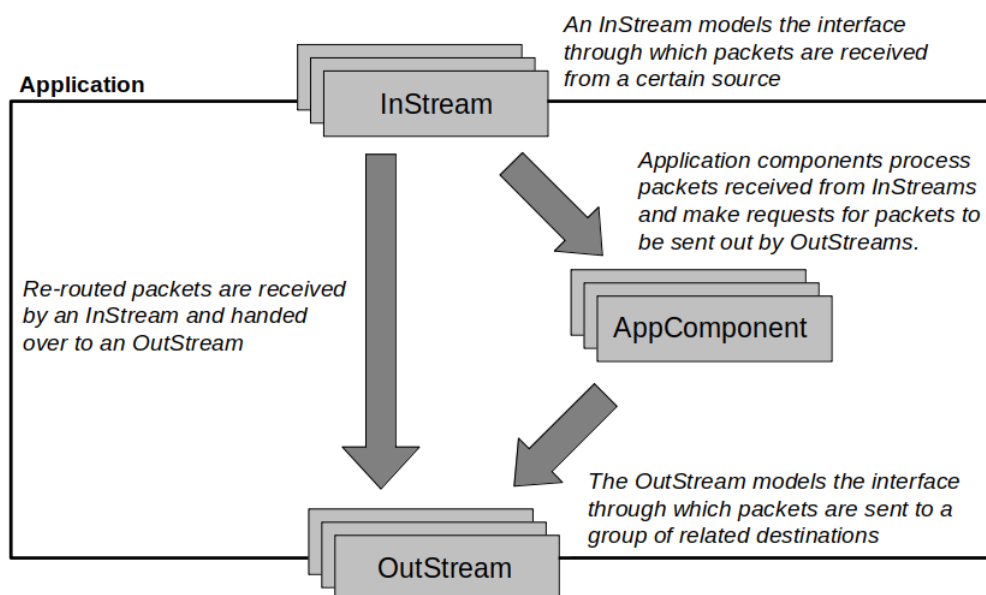 An InStream models the interface
through which packets are received
from a certain source
Application
InStream
Application components process
packets received from InStreams
and make requests for packets to
be sent out by OutStreams.
Re-routed packets are received
by an InStream and handed
over to an OutStream
AppComponent
The OutStream models the interface
through which packets are sent to a
group of related destinations
OutStream